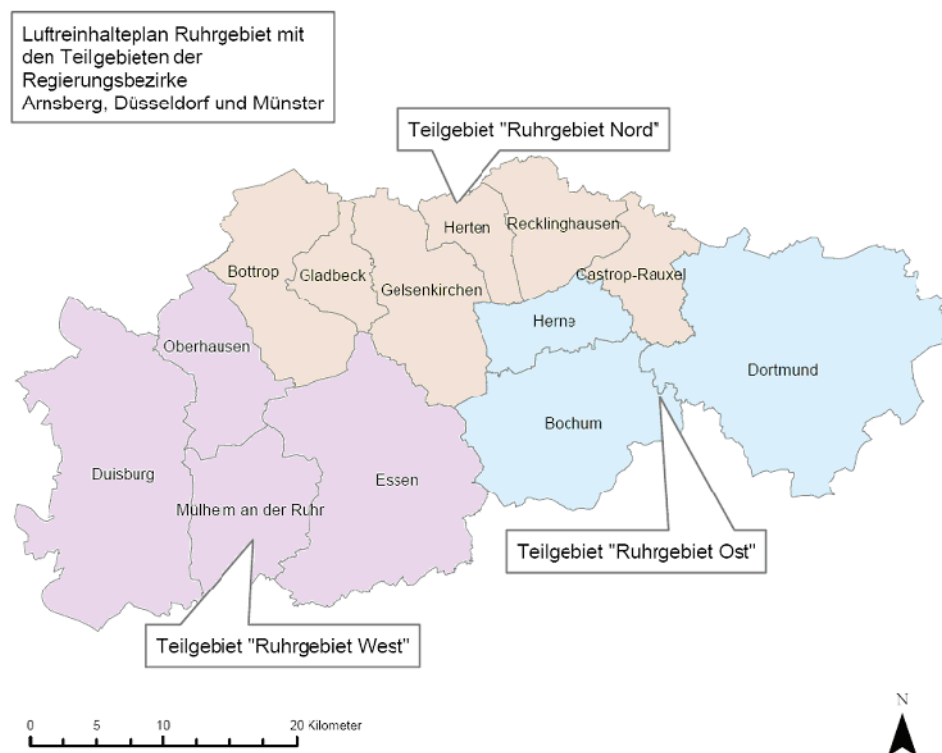 Luftreinhalteplan Ruhrgebiet mit
den Teilgebieten der
Regierungsbezirke
Arnsberg, Düsseldorf und Münster
Teilgebiet "Ruhrgebiet Nord"
Herten
Recklinghausen
Bottrop
Gladbeck
Gelsenkirchen
Castrop-Rauxel
Oberhausen
Herne
Dortmund
Bochum
Duisburg
Essen
Mülheim an der Ruhr
Teilgebiet "Ruhrgebiet Ost"
Teilgebiet "Ruhrgebiet West"
N
0 5 10 20 Kilometer